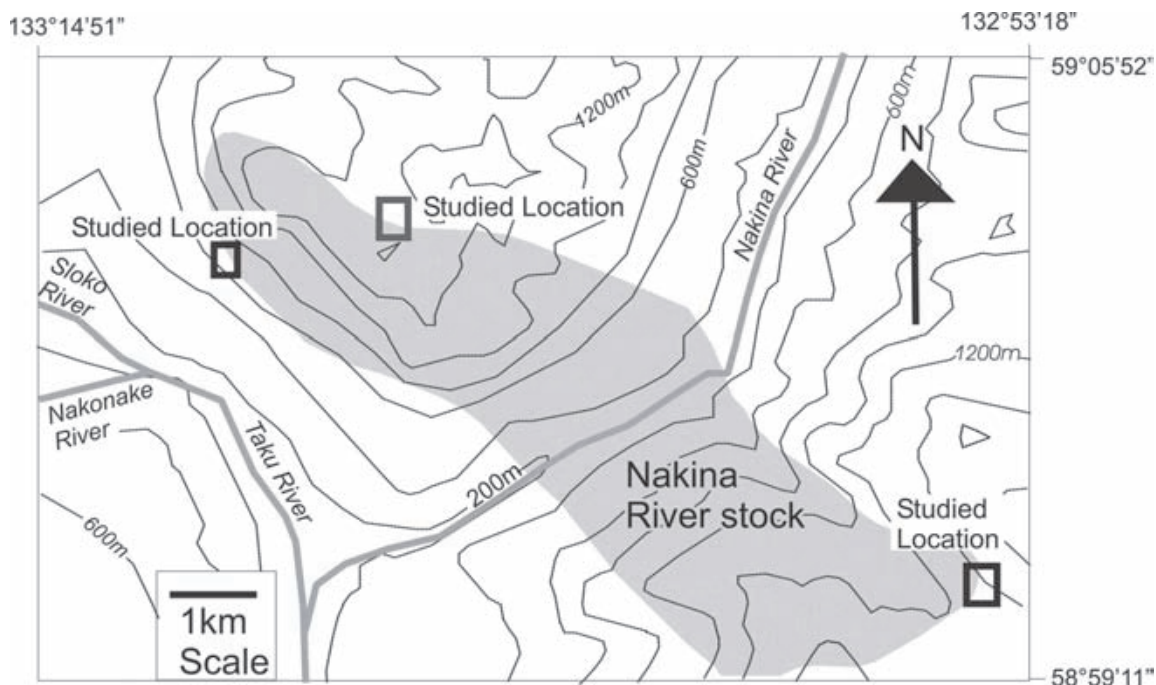 133°14'51”
132°53'18”
59°05'52”
1200m
600m
N
600m
Nakina River
Studied Location
Studied Location
Sloko
River
1200m
Nakonake
River
Taku River
200m
Nakina
River stock
Studied
Location
600m
1km
Scale
58°59'11”